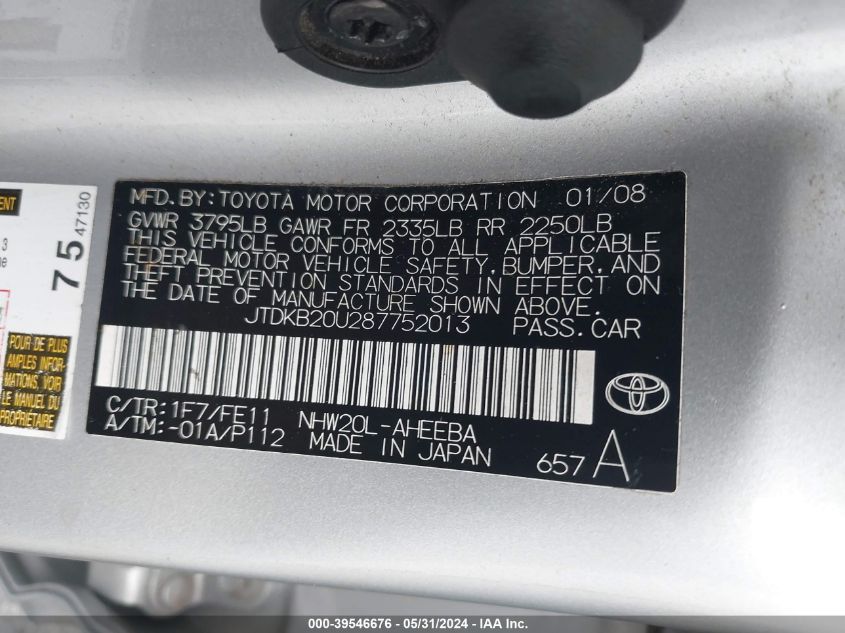 MFD. BY: TOYOTA MOTOR CORPORATION 01/08
GVWR 3795LB GAWR FR 2335LB RR 2250LB
THIS VEHICLE CONFORMS TO ALL APPLICABLE
FEDERAL MOTOR VEHICLE SAFETY, BUMPER, AND
THEFT PREVENTION STANDARDS IN EFFECT ON
THE DATE OF MANUFACTURE SHOWN ABOVE.
JTDKB20U287752013 PASS. CAR
C/TR: 1F7/FE11 NHW20L-AHEEBA
A/TM: -01A/P112 MADE IN JAPAN
657 A
75 47130
3
POUR DE PLUS
AMPLES INFOR-
MATIONS, VOIR
LE MANUEL DU
PROPRIÉTAIRE
000-39546676 - 05/31/2024 - IAA Inc.